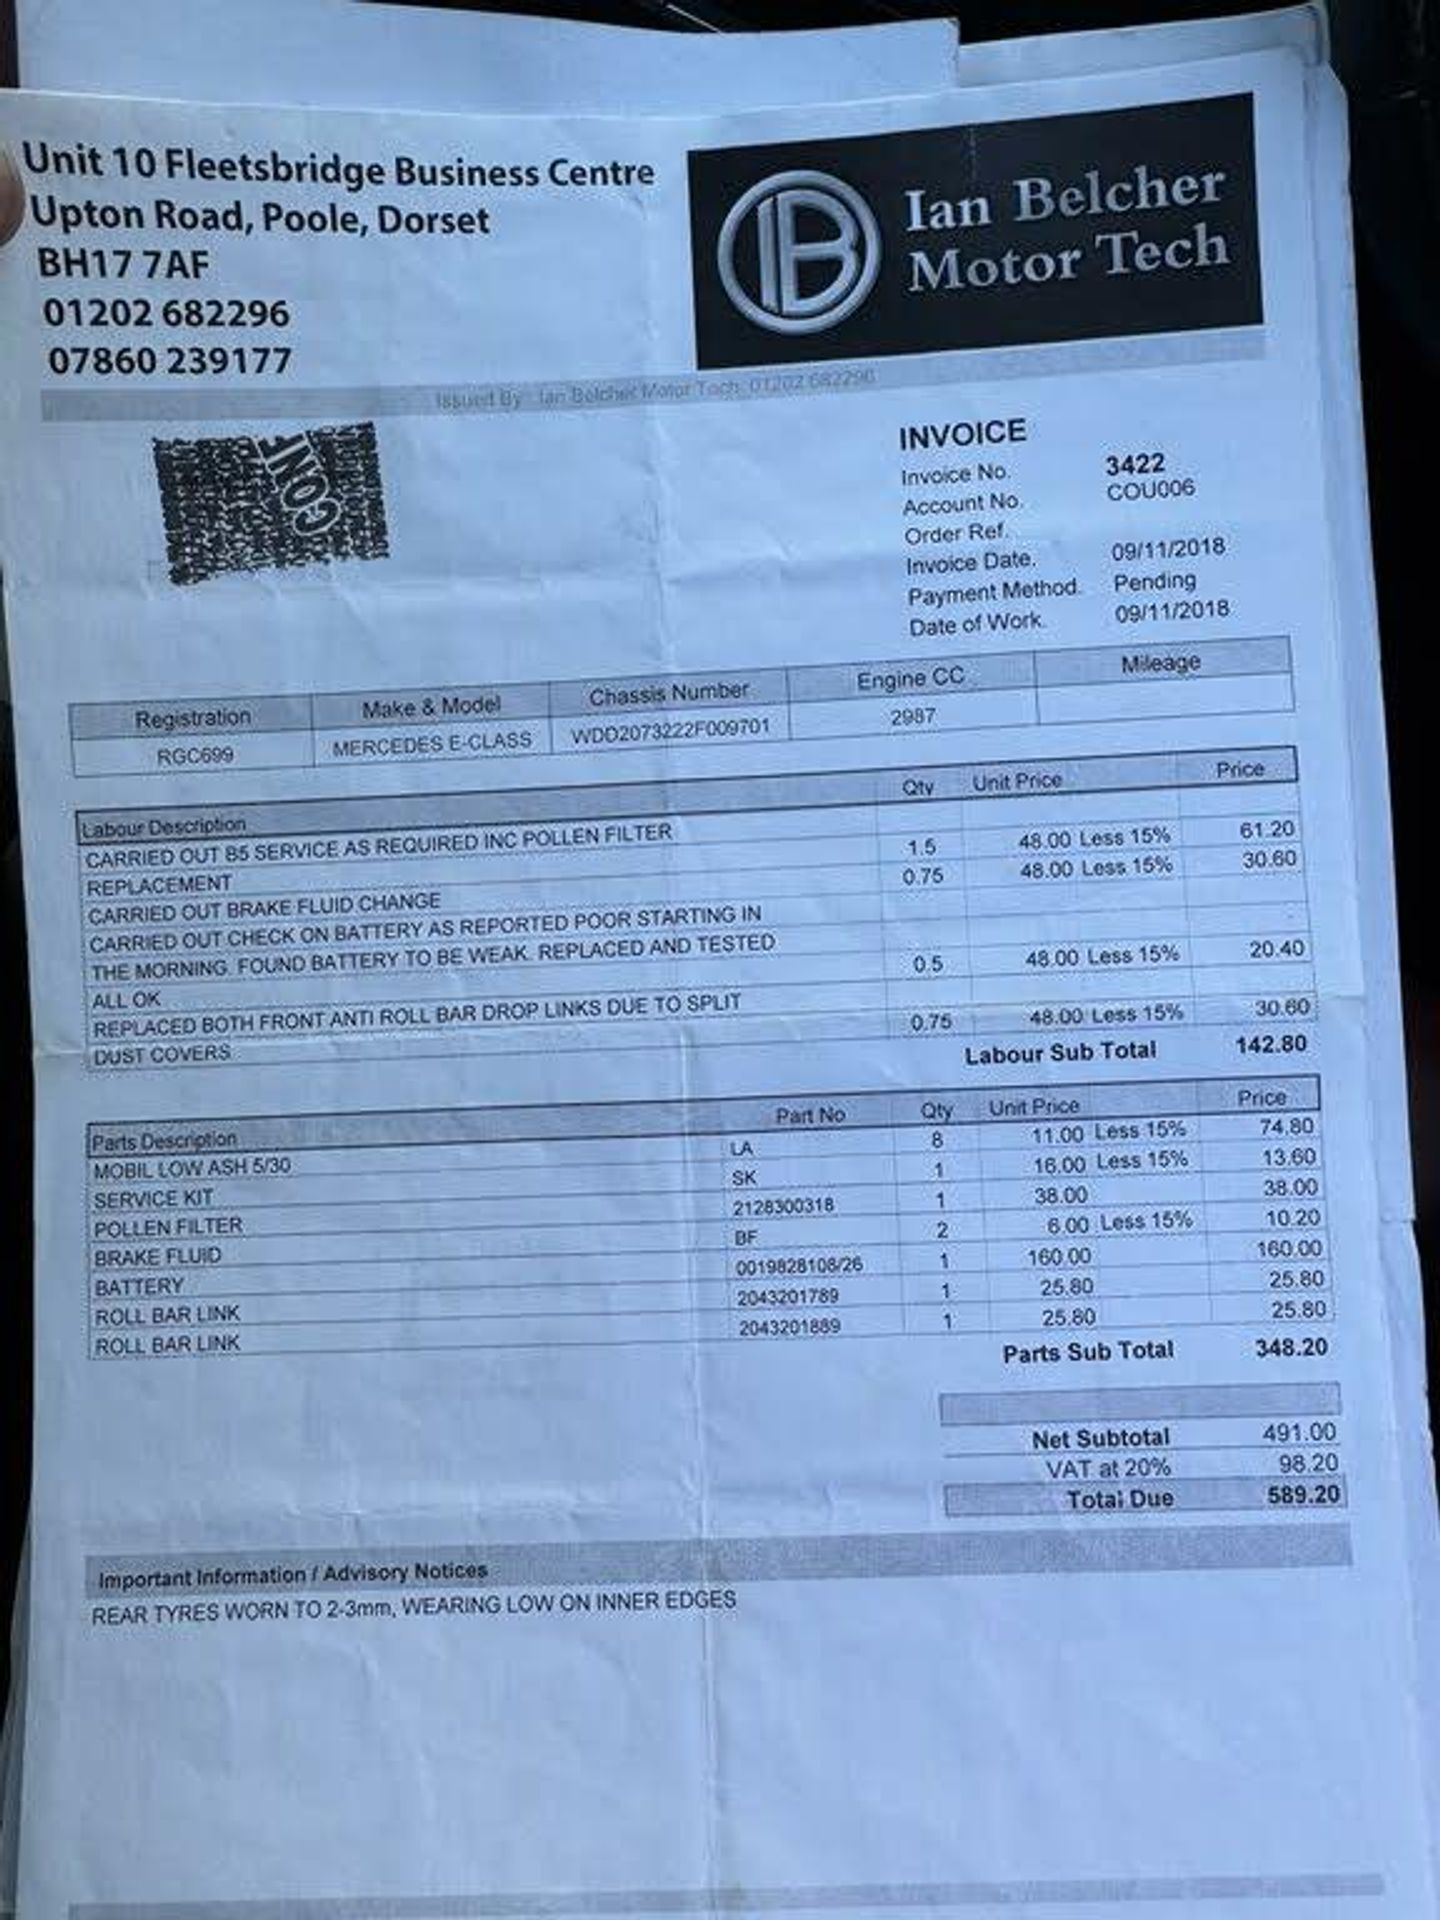 Unit 10 Fleetsbridge Business Centre
Upton Road, Poole, Dorset
BH17 7AF
01202 682296
07860 239177
IB
Ian Belcher
Motor Tech
Issued By : Ian Belcher Motor Tech, 01202 682296
CONF
INVOICE
Invoice No. 3422
Account No. COU006
Order Ref.
Invoice Date. 09/11/2018
Payment Method. Pending
Date of Work. 09/11/2018
Registration Make & Model Chassis Number Engine CC Mileage
RGC699 MERCEDES E-CLASS WDD2073222F009701 2987
Labour Description Qty Unit Price Price
CARRIED OUT B5 SERVICE AS REQUIRED INC POLLEN FILTER
REPLACEMENT 1.5 48.00 Less 15% 61.20
CARRIED OUT BRAKE FLUID CHANGE 0.75 48.00 Less 15% 30.60
CARRIED OUT CHECK ON BATTERY AS REPORTED POOR STARTING IN
THE MORNING. FOUND BATTERY TO BE WEAK. REPLACED AND TESTED
ALL OK 0.5 48.00 Less 15% 20.40
REPLACED BOTH FRONT ANTI ROLL BAR DROP LINKS DUE TO SPLIT
DUST COVERS 0.75 48.00 Less 15% 30.60
Labour Sub Total 142.80
Parts Description Part No Qty Unit Price Price
MOBIL LOW ASH 5/30 LA 8 11.00 Less 15% 74.80
SERVICE KIT SK 1 16.00 Less 15% 13.60
POLLEN FILTER 2128300318 1 38.00 38.00
BRAKE FLUID BF 2 6.00 Less 15% 10.20
BATTERY 0019828108/26 1 160.00 160.00
ROLL BAR LINK 2043201789 1 25.80 25.80
ROLL BAR LINK 2043201889 1 25.80 25.80
Parts Sub Total 348.20
Net Subtotal 491.00
VAT at 20% 98.20
Total Due 589.20
Important Information / Advisory Notices
REAR TYRES WORN TO 2-3mm, WEARING LOW ON INNER EDGES